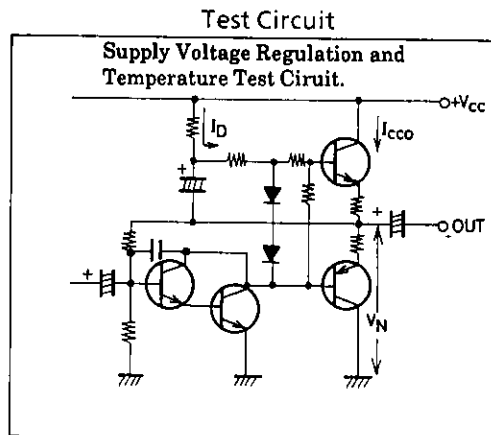 Test Circuit
Supply Voltage Regulation and
Temperature Test Ciruit.
+VCC
ID
ICCO
+
+
OUT
+
VN